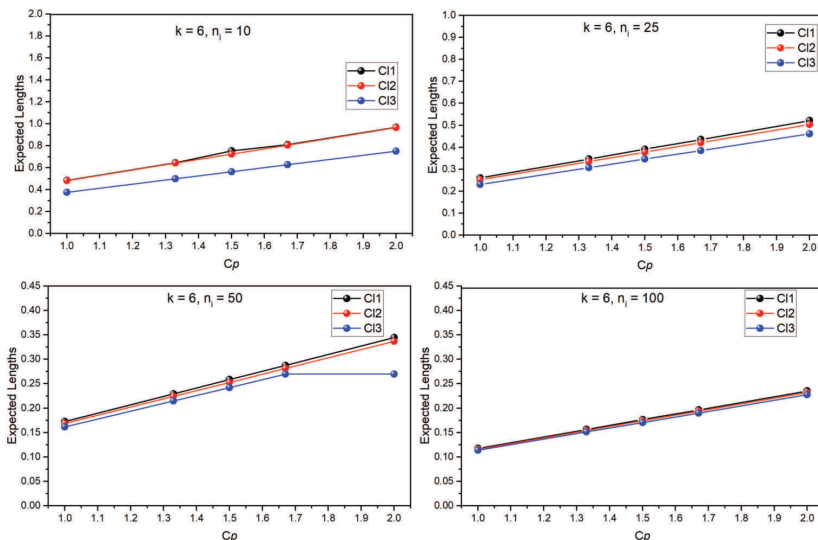 k = 6, ni = 10
CI1
CI2
CI3
Expected Lengths
2.0
1.8
1.6
1.4
1.2
1.0
0.8
0.6
0.4
0.2
0.0
1.0 1.1 1.2 1.3 1.4 1.5 1.6 1.7 1.8 1.9 2.0
Cp
k = 6, ni = 25
CI1
CI2
CI3
Expected Lengths
1.0
0.9
0.8
0.7
0.6
0.5
0.4
0.3
0.2
0.1
0.0
1.0 1.1 1.2 1.3 1.4 1.5 1.6 1.7 1.8 1.9 2.0
Cp
k = 6, ni = 50
CI1
CI2
CI3
Expected Lengths
0.45
0.40
0.35
0.30
0.25
0.20
0.15
0.10
0.05
0.00
1.0 1.1 1.2 1.3 1.4 1.5 1.6 1.7 1.8 1.9 2.0
Cp
k = 6, ni = 100
CI1
CI2
CI3
Expected Lengths
0.45
0.40
0.35
0.30
0.25
0.20
0.15
0.10
0.05
0.00
1.0 1.1 1.2 1.3 1.4 1.5 1.6 1.7 1.8 1.9 2.0
Cp